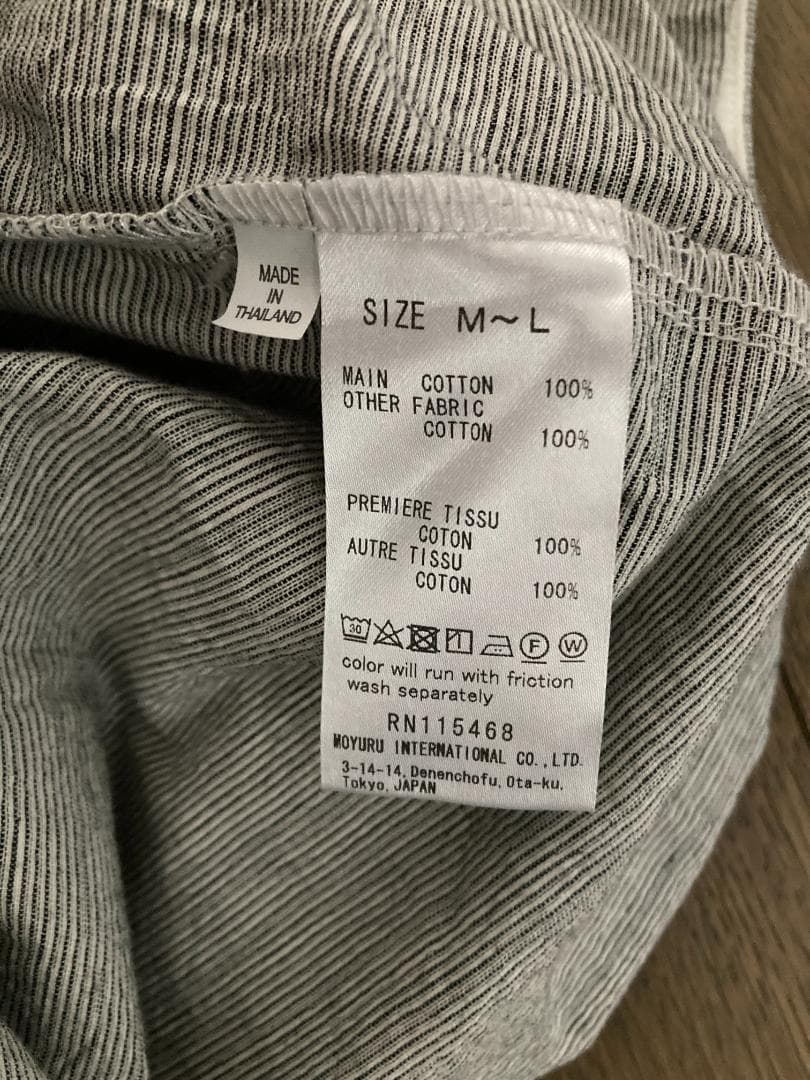 MADE
IN
THAILAND
SIZE M～L
MAIN COTTON 100%
OTHER FABRIC
COTTON 100%
PREMIERE TISSU
COTON 100%
AUTRE TISSU
COTON 100%
30 F W
color will run with friction
wash separately
RN115468
MOYURU INTERNATIONAL CO.,LTD.
3-14-14, Denenchofu, Ota-ku,
Tokyo, JAPAN